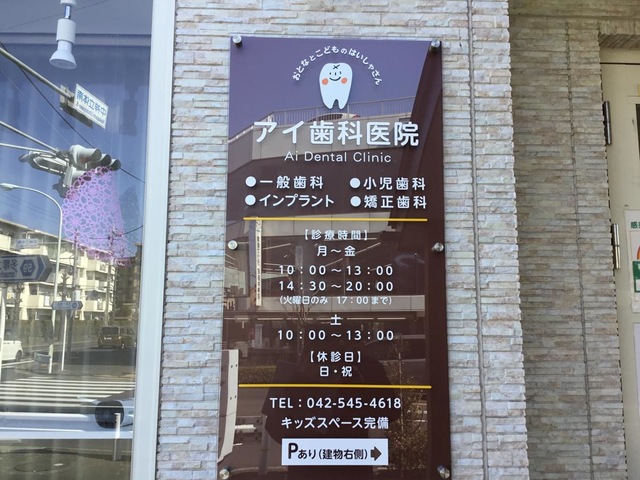 おとなとこどものはいしゃさん
アイ歯科医院
Ai Dental Clinic
●一般歯科 ●小児歯科
●インプラント ●矯正歯科
【診療時間】
月～金
10:00～13:00
14:30～20:00
(火曜日のみ 17:00まで)
土
10:00～13:00
【休診日】
日・祝
TEL:042-545-4618
キッズスペース完備
Pあり(建物右側)